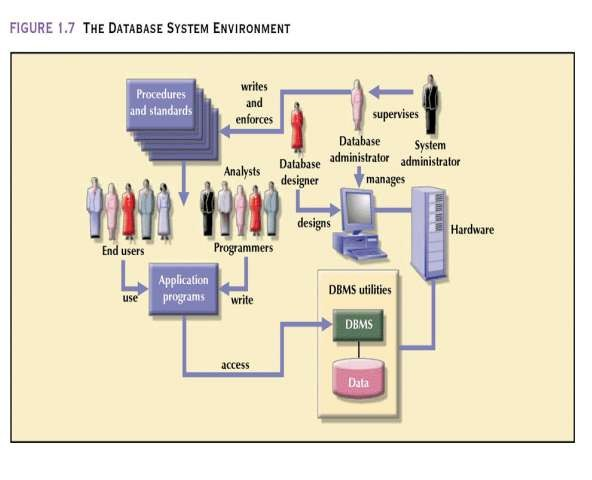 FIGURE 1.7 THE DATABASE SYSTEM ENVIRONMENT
Procedures
and standards
writes
and
enforces
supervises
Database
administrator
System
administrator
Analysts
Database
designer
manages
designs
Hardware
End users
Programmers
Application
programs
use
write
DBMS utilities
DBMS
Data
access